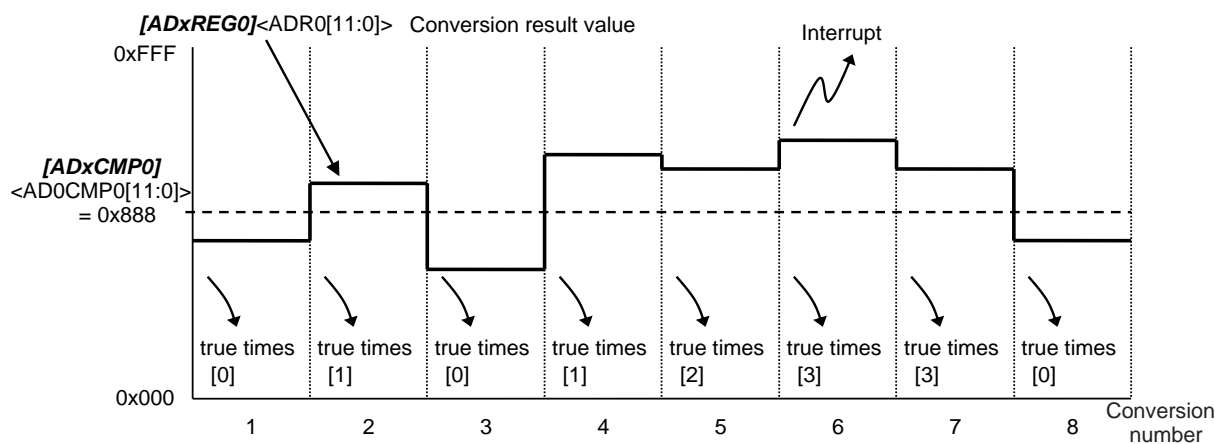 [ADxREG0]<ADR0[11:0]> Conversion result value
Interrupt
0xFFF
[ADxCMP0]
<AD0CMP0[11:0]>
= 0x888
true times true times true times true times true times true times true times true times
[0] [1] [0] [1] [2] [3] [3] [0]
0x000
1 2 3 4 5 6 7 8 Conversion
number